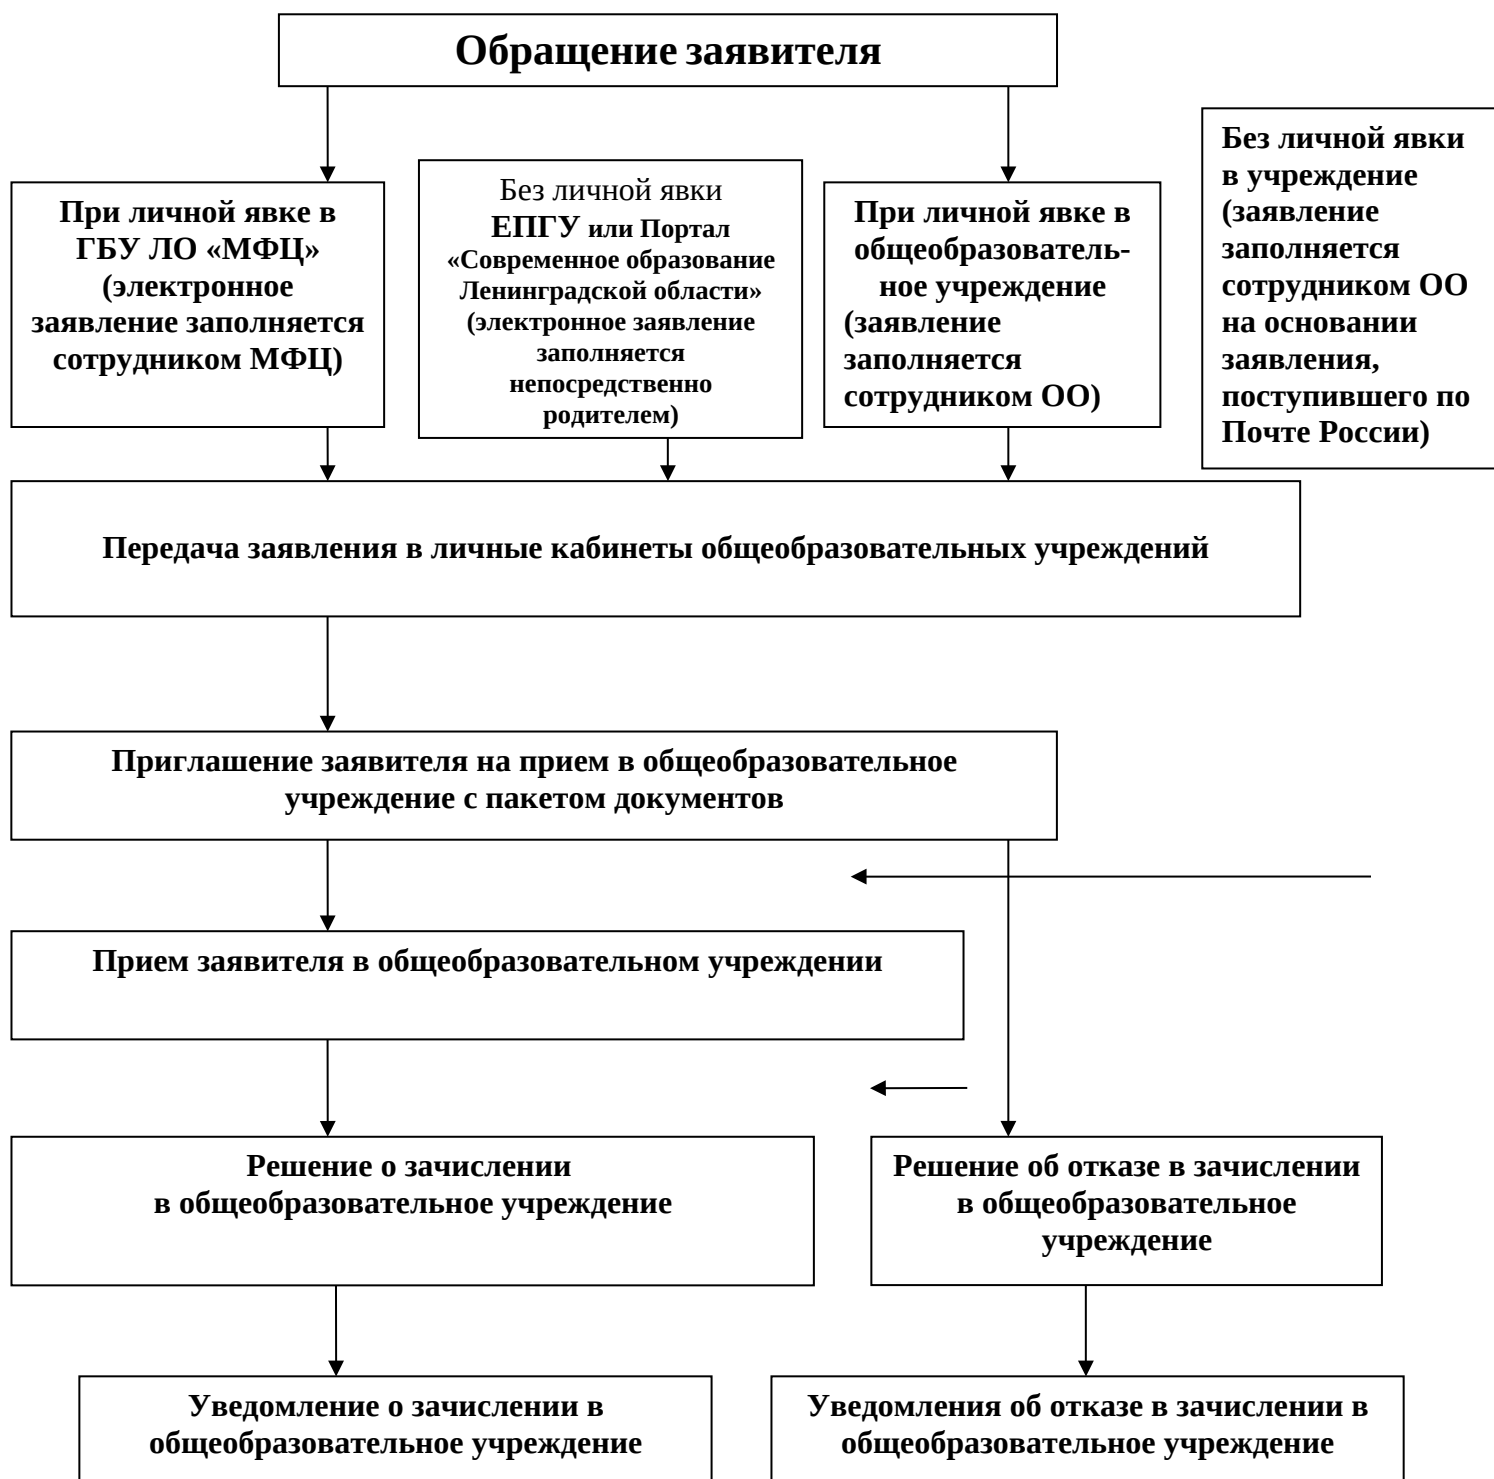 Обращение заявителя
При личной явке в
ГБУ ЛО «МФЦ»
(электронное
заявление заполняется
сотрудником МФЦ)
Без личной явки
ЕПГУ или Портал
«Современное образование
Ленинградской области»
(электронное заявление
заполняется
непосредственно
родителем)
При личной явке в
общеобразователь-
ное учреждение
(заявление
заполняется
сотрудником ОО)
Без личной явки
в учреждение
(заявление
заполняется
сотрудником ОО
на основании
заявления,
поступившего по
Почте России)
Передача заявления в личные кабинеты общеобразовательных учреждений
Приглашение заявителя на прием в общеобразовательное
учреждение с пакетом документов
Прием заявителя в общеобразовательном учреждении
Решение о зачислении
в общеобразовательное учреждение
Решение об отказе в зачислении
в общеобразовательное
учреждение
Уведомление о зачислении в
общеобразовательное учреждение
Уведомления об отказе в зачислении в
общеобразовательное учреждение